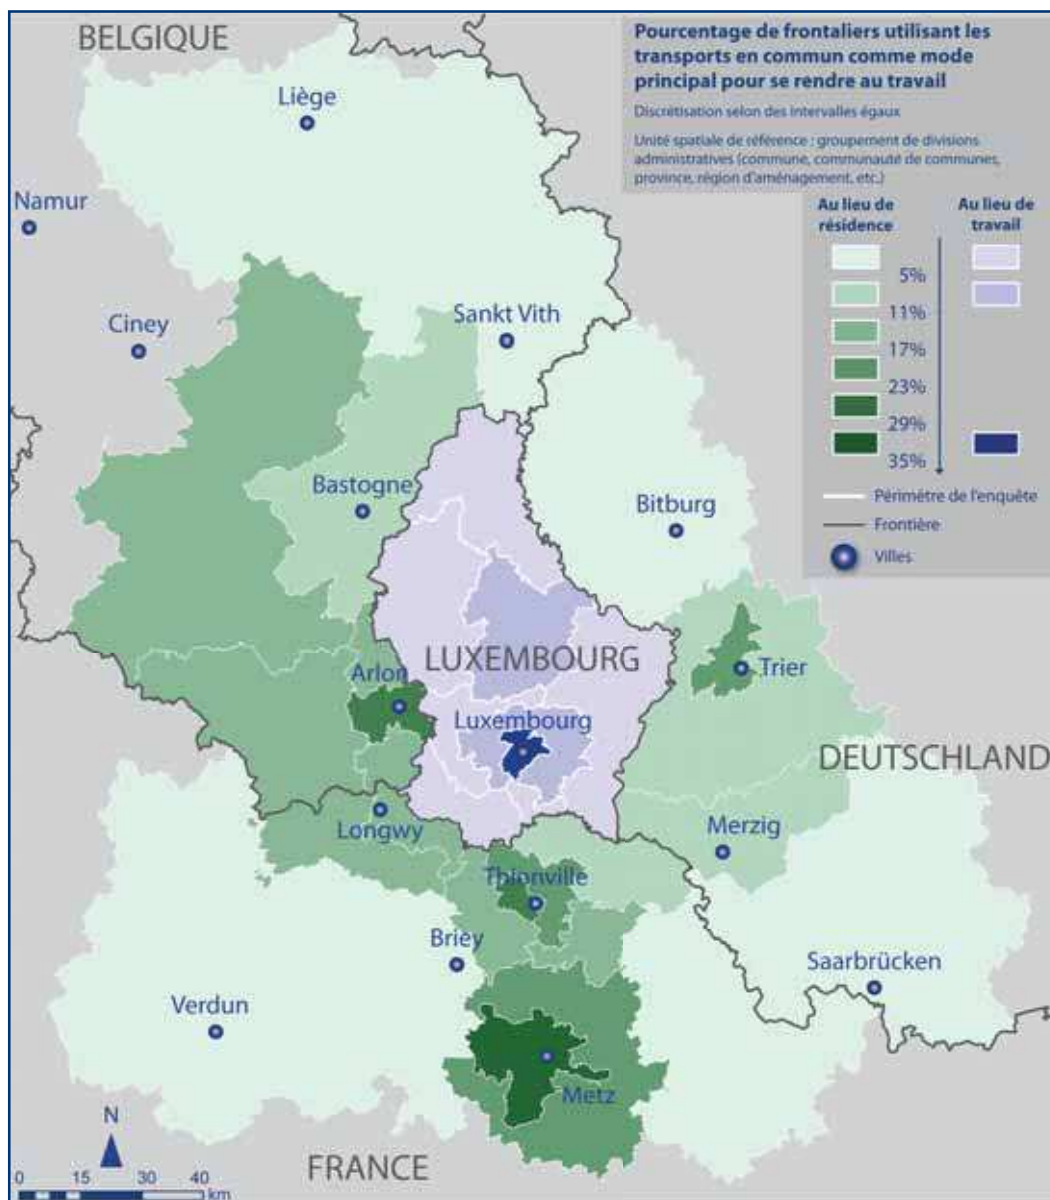 BELGIQUE
Pourcentage de frontaliers utilisant les
transports en commun comme mode
principal pour se rendre au travail
Discrétisation selon des intervalles égaux
Unité spatiale de référence : groupement de divisions
administratives (commune, communauté de communes,
province, région d'aménagement, etc.)
Au lieu de
résidence
Au lieu de
travail
5%
11%
17%
23%
29%
35%
Périmètre de l'enquête
Frontière
Villes
Liège
Namur
Ciney
Sankt Vith
Bastogne
Bitburg
LUXEMBOURG
Arlon
Trier
Luxembourg
DEUTSCHLAND
Longwy
Merzig
Thionville
Briey
Saarbrücken
Verdun
Metz
N
FRANCE
0 15 30 40
km